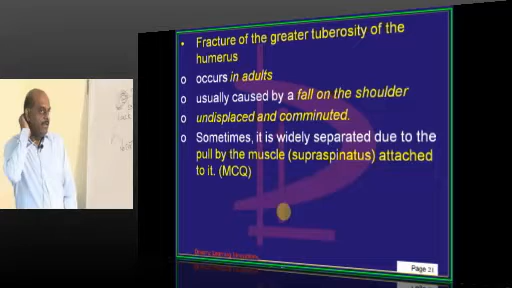 • Fracture of the greater tuberosity of the
humerus
o occurs in adults
o usually caused by a fall on the shoulder
o undisplaced and comminuted.
o Sometimes, it is widely separated due to the
pull by the muscle (supraspinatus) attached
to it. (MCQ)
Page 21